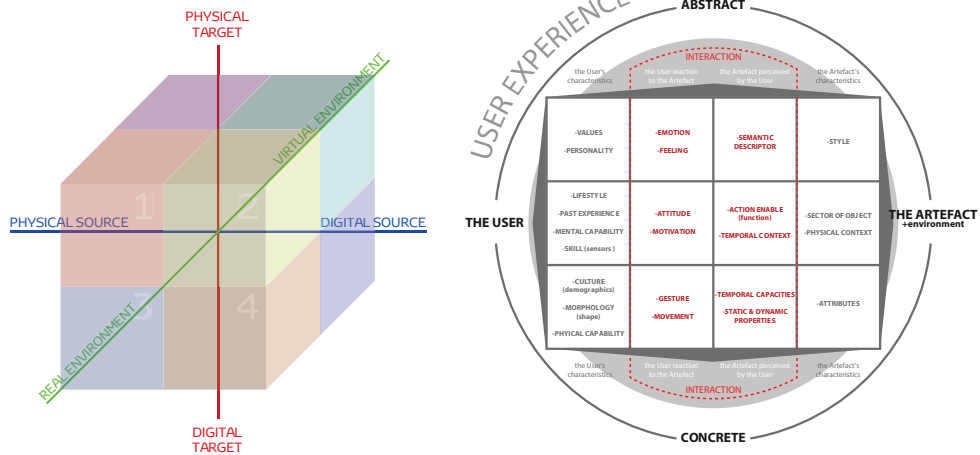 PHYSICAL
TARGET
VIRTUAL ENVIRONMENT
1
2
PHYSICAL SOURCE
DIGITAL SOURCE
3
4
REAL ENVIRONMENT
DIGITAL
TARGET
USER EXPERIENCE
ABSTRACT
INTERACTION
the User's
characteristics
the User reaction
to the Artefact
the Artefact perceived
by the User
the Artefact's
characteristics
-VALUES
-PERSONALITY
-EMOTION
-FEELING
-SEMANTIC
DESCRIPTOR
-STYLE
THE USER
-LIFESTYLE
-PAST EXPERIENCE
-MENTAL CAPABILITY
-SKILL (sensors)
-ATTITUDE
-MOTIVATION
-ACTION ENABLE
(function)
-TEMPORAL CONTEXT
-SECTOR OF OBJECT
-PHYSICAL CONTEXT
THE ARTEFACT
+environment
-CULTURE
(demographics)
-MORPHOLOGY
(shape)
-PHYICAL CAPABILITY
-GESTURE
-MOVEMENT
-TEMPORAL CAPACITIES
-STATIC & DYNAMIC
PROPERTIES
-ATTRIBUTES
the User's
characteristics
the User reaction
to the Artefact
the Artefact perceived
by the User
the Artefact's
characteristics
INTERACTION
CONCRETE